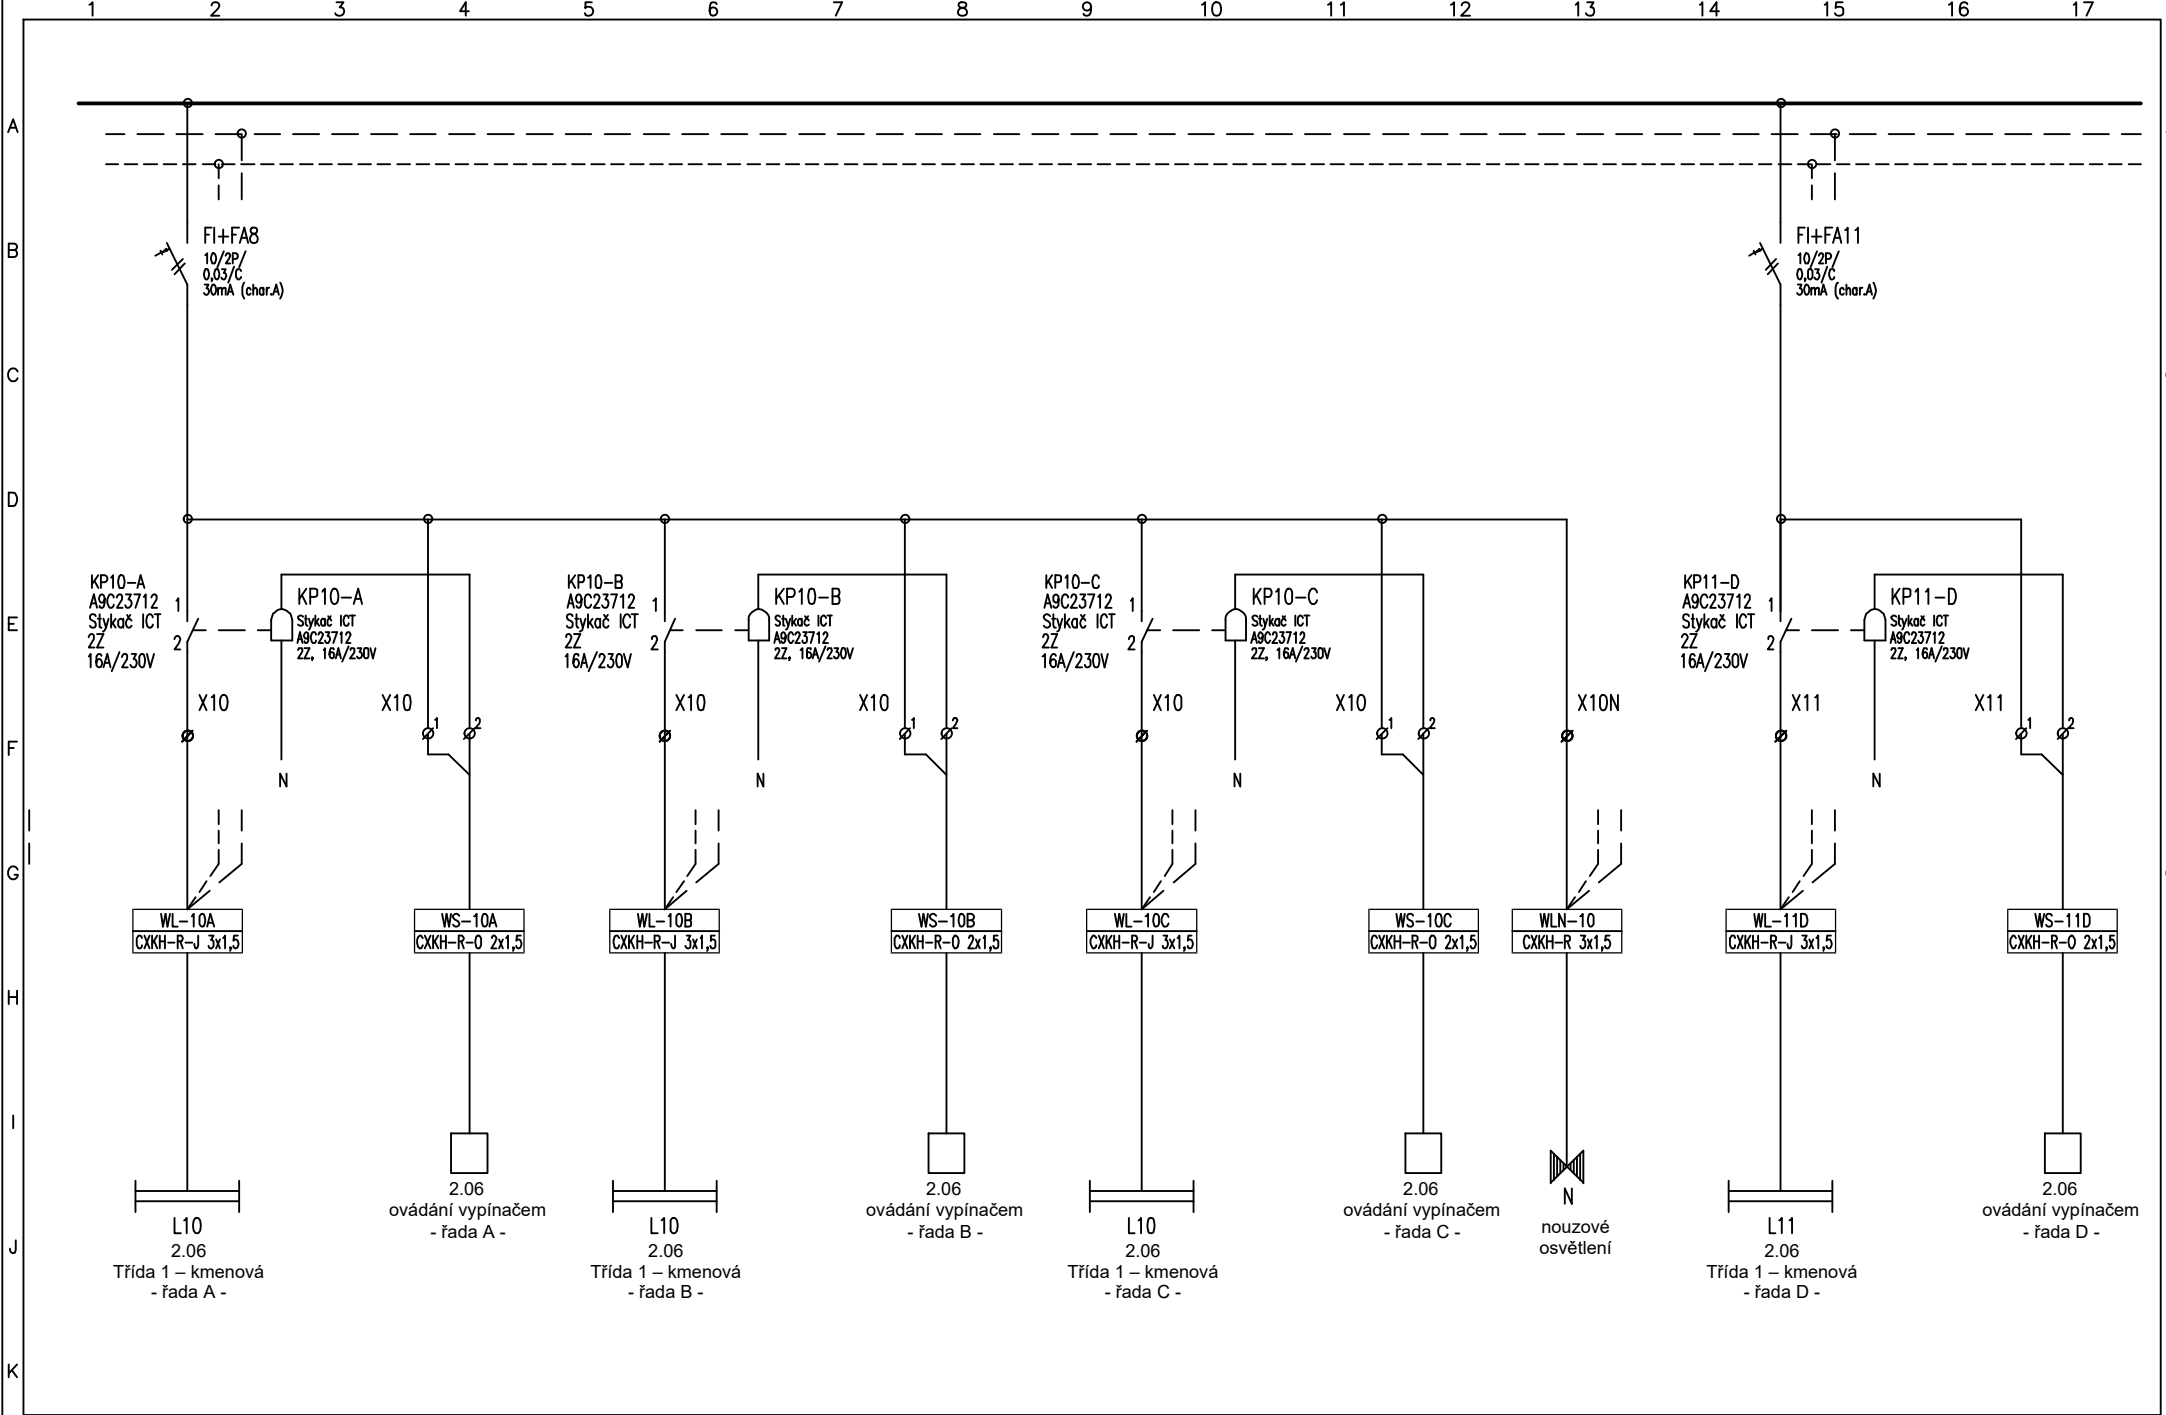 1 2 3 4 5 6 7 8 9 10 11 12 13 14 15 16 17
A
B
C
D
E
F
G
H
I
J
K
FI+FA8
10/2P/
0,03/C
30mA (char.A)
FI+FA11
10/2P/
0,03/C
30mA (char.A)
KP10-A
A9C23712
Stykač ICT
2Z
16A/230V
1
2
KP10-A
Stykač ICT
A9C23712
2Z, 16A/230V
X10
N
X10
1
2
KP10-B
A9C23712
Stykač ICT
2Z
16A/230V
1
2
KP10-B
Stykač ICT
A9C23712
2Z, 16A/230V
X10
N
X10
1
2
KP10-C
A9C23712
Stykač ICT
2Z
16A/230V
1
2
KP10-C
Stykač ICT
A9C23712
2Z, 16A/230V
X10
N
X10
1
2
X10N
KP11-D
A9C23712
Stykač ICT
2Z
16A/230V
1
2
KP11-D
Stykač ICT
A9C23712
2Z, 16A/230V
X11
N
X11
1
2
WL-10A
CXKH-R-J 3x1,5
WS-10A
CXKH-R-O 2x1,5
WL-10B
CXKH-R-J 3x1,5
WS-10B
CXKH-R-O 2x1,5
WL-10C
CXKH-R-J 3x1,5
WS-10C
CXKH-R-O 2x1,5
WLN-10
CXKH-R 3x1,5
WL-11D
CXKH-R-J 3x1,5
WS-11D
CXKH-R-O 2x1,5
L10
2.06
Třída 1 – kmenová
- řada A -
2.06
ovádání vypínačem
- řada A -
L10
2.06
Třída 1 – kmenová
- řada B -
2.06
ovádání vypínačem
- řada B -
L10
2.06
Třída 1 – kmenová
- řada C -
2.06
ovádání vypínačem
- řada C -
N
nouzové
osvětlení
L11
2.06
Třída 1 – kmenová
- řada D -
2.06
ovádání vypínačem
- řada D -